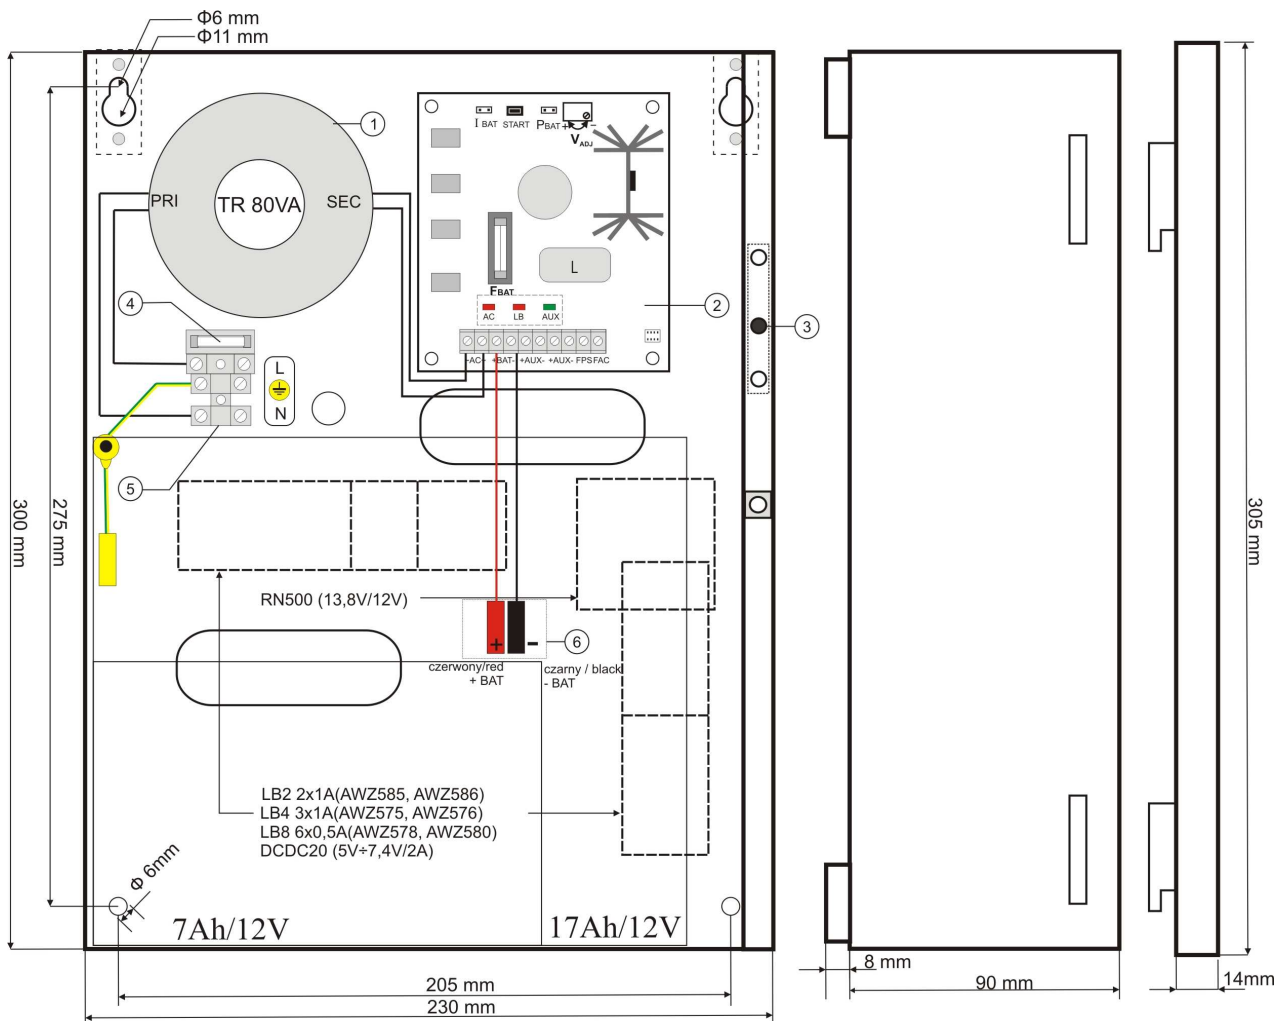 Φ6 mm
Φ11 mm
1
I BAT START PBAT + -
VADJ
PRI TR 80VA SEC
L
FBAT
2
AC LB AUX
3
4
~AC~ +BAT- +AUX- +AUX- FPS FAC
L
N
5
300 mm
275 mm
305 mm
RN500 (13,8V/12V)
+ -
6
czerwony/red
+ BAT
czarny / black
- BAT
LB2 2x1A(AWZ585, AWZ586)
LB4 3x1A(AWZ575, AWZ576)
LB8 6x0,5A(AWZ578, AWZ580)
DCDC20 (5V÷7,4V/2A)
Φ 6mm
7Ah/12V
17Ah/12V
205 mm
230 mm
8 mm
90 mm
14mm